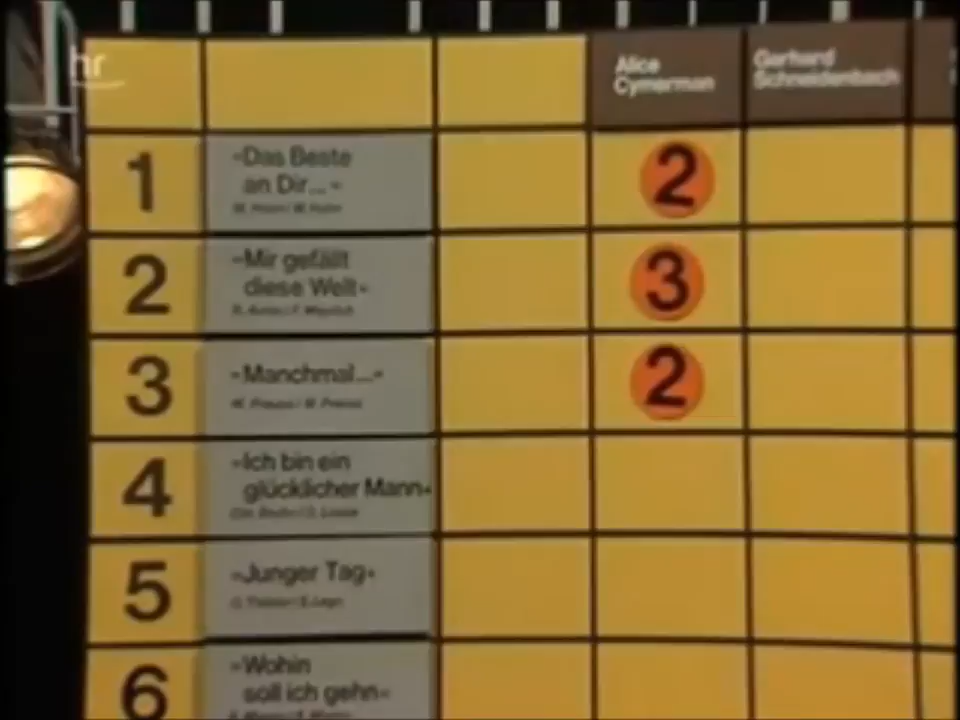 hr
Alice
Cymerman
Gerhard
Schneidenbach
1
»Das Beste
an Dir...«
2
2
»Mir gefällt
diese Welt«
3
3
»Manchmal...«
2
4
»Ich bin ein
glücklicher Mann«
5
»Junger Tag«
6
»Wohin
soll ich gehn«